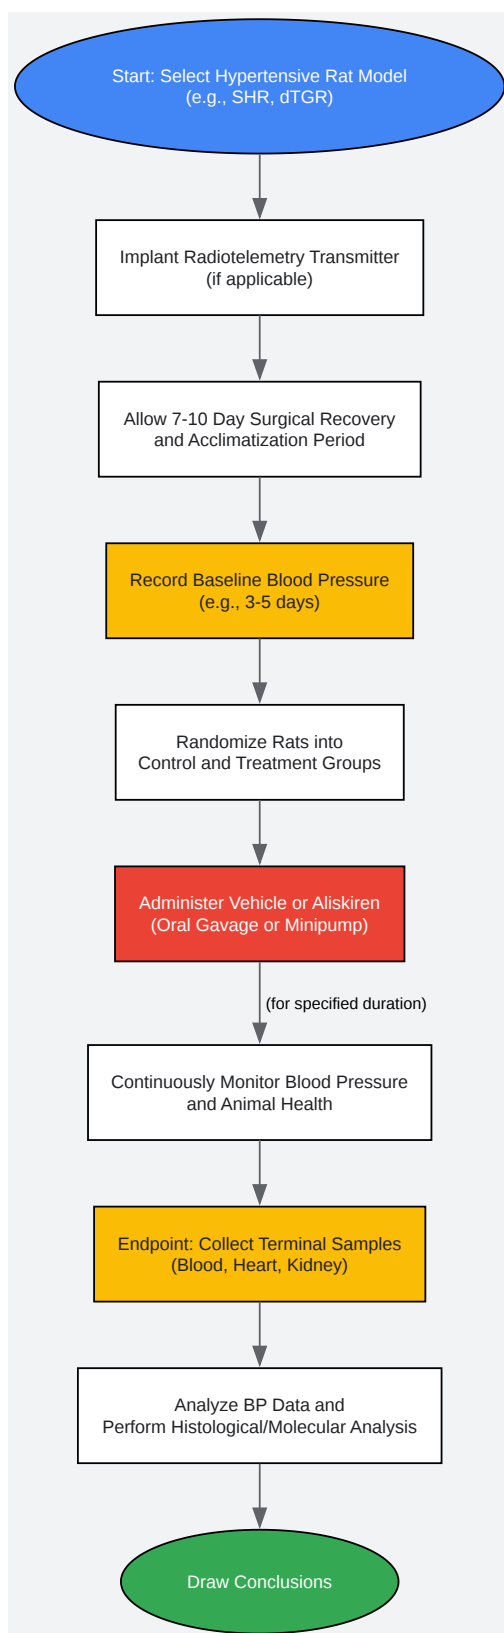 Start: Select Hypertensive Rat Model
(e.g., SHR, dTGR)
Implant Radiotelemetry Transmitter
(if applicable)
Allow 7-10 Day Surgical Recovery
and Acclimatization Period
Record Baseline Blood Pressure
(e.g., 3-5 days)
Randomize Rats into
Control and Treatment Groups
Administer Vehicle or Aliskiren
(Oral Gavage or Minipump)
(for specified duration)
Continuously Monitor Blood Pressure
and Animal Health
Endpoint: Collect Terminal Samples
(Blood, Heart, Kidney)
Analyze BP Data and
Perform Histological/Molecular Analysis
Draw Conclusions